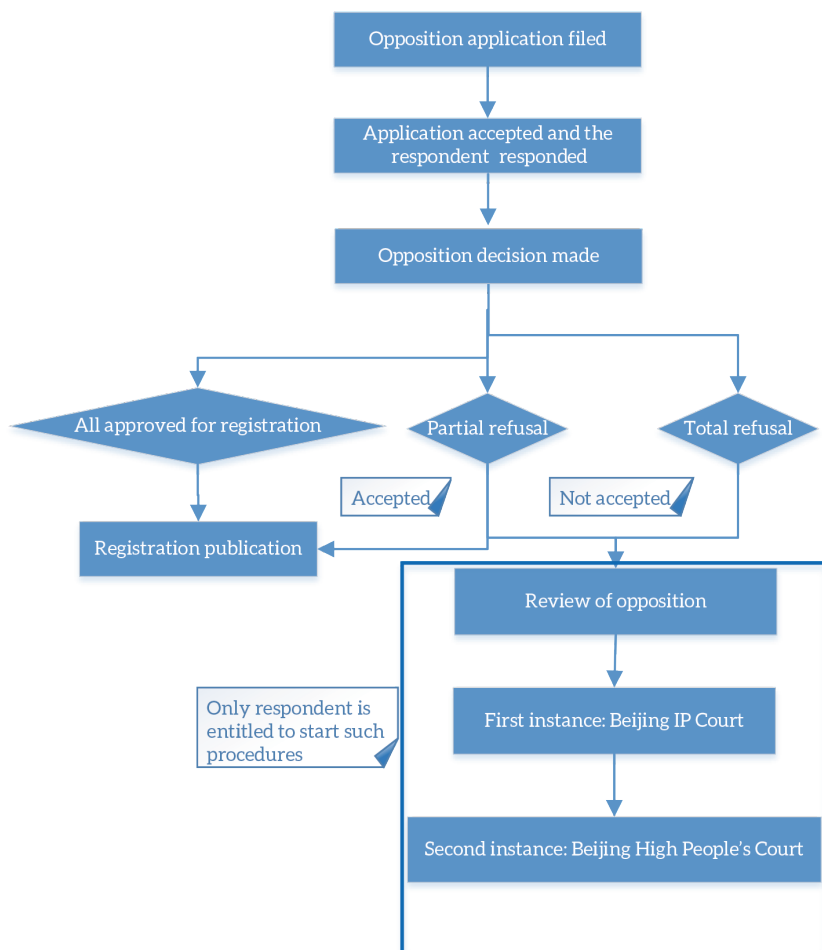 Opposition application filed
Application accepted and the
respondent responded
Opposition decision made
All approved for registration
Partial refusal
Total refusal
Accepted
Not accepted
Registration publication
Review of opposition
Only respondent is
entitled to start such
procedures
First instance: Beijing IP Court
Second instance: Beijing High People's Court